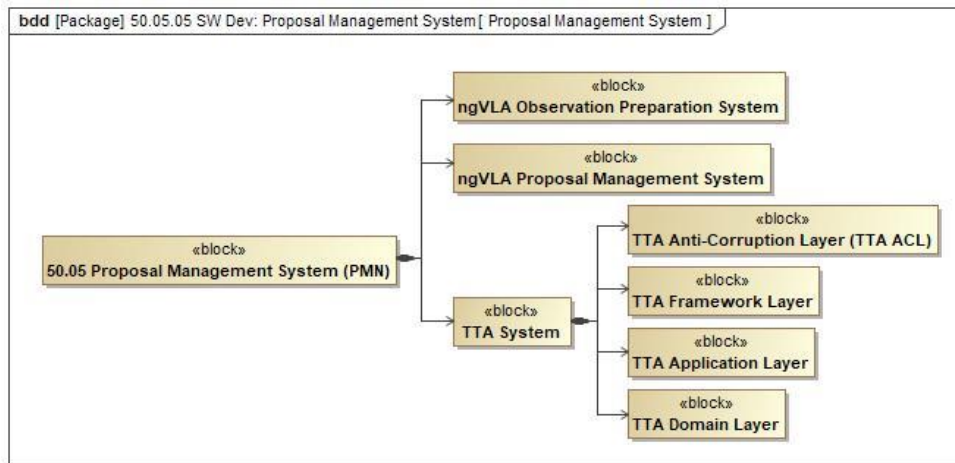 bdd [Package] 50.05.05 SW Dev: Proposal Management System[ Proposal Management System ]
«block»
ngVLA Observation Preparation System
«block»
ngVLA Proposal Management System
«block»
50.05 Proposal Management System (PMN)
«block»
TTA System
«block»
TTA Anti-Corruption Layer (TTA ACL)
«block»
TTA Framework Layer
«block»
TTA Application Layer
«block»
TTA Domain Layer